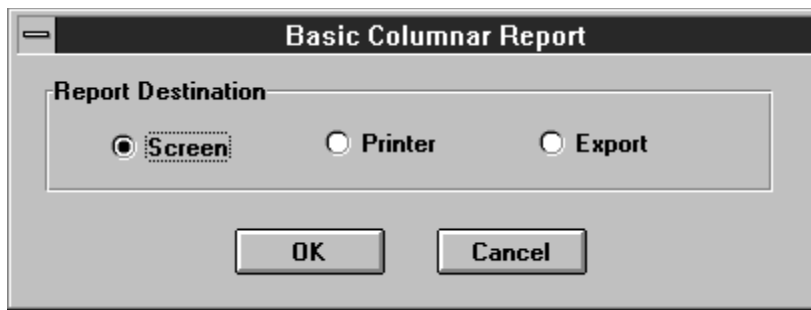 Basic Columnar Report
Report Destination
Screen Printer Export
OK Cancel